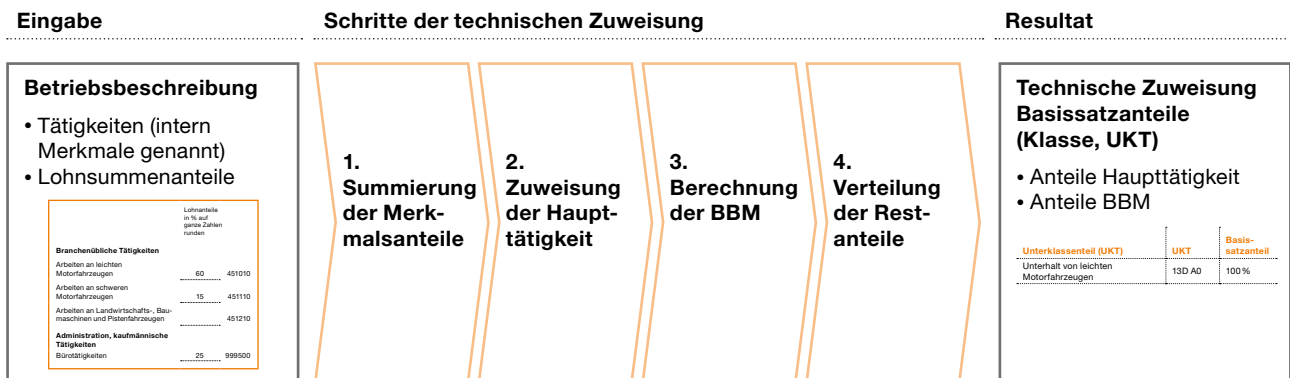 Eingabe
Schritte der technischen Zuweisung
Resultat
Betriebsbeschreibung
• Tätigkeiten (intern
Merkmale genannt)
• Lohnsummenanteile
Lohnanteile
in % auf
ganze Zahlen
runden
Branchenübliche Tätigkeiten
Arbeiten an leichten
Motorfahrzeugen 60 451010
Arbeiten an schweren
Motorfahrzeugen 15 451110
Arbeiten an Landwirtschafts-, Bau-
maschinen und Pistenfahrzeugen 451210
Administration, kaufmännische
Tätigkeiten
Bürotätigkeiten 25 999500
1.
Summierung
der Merk-
malsanteile
2.
Zuweisung
der Haupt-
tätigkeit
3.
Berechnung
der BBM
4.
Verteilung
der Rest-
anteile
Technische Zuweisung
Basissatzanteile
(Klasse, UKT)
• Anteile Haupttätigkeit
• Anteile BBM
Unterklassenteil (UKT) UKT Basis-
satzanteil
Unterhalt von leichten
Motorfahrzeugen 13D A0 100 %